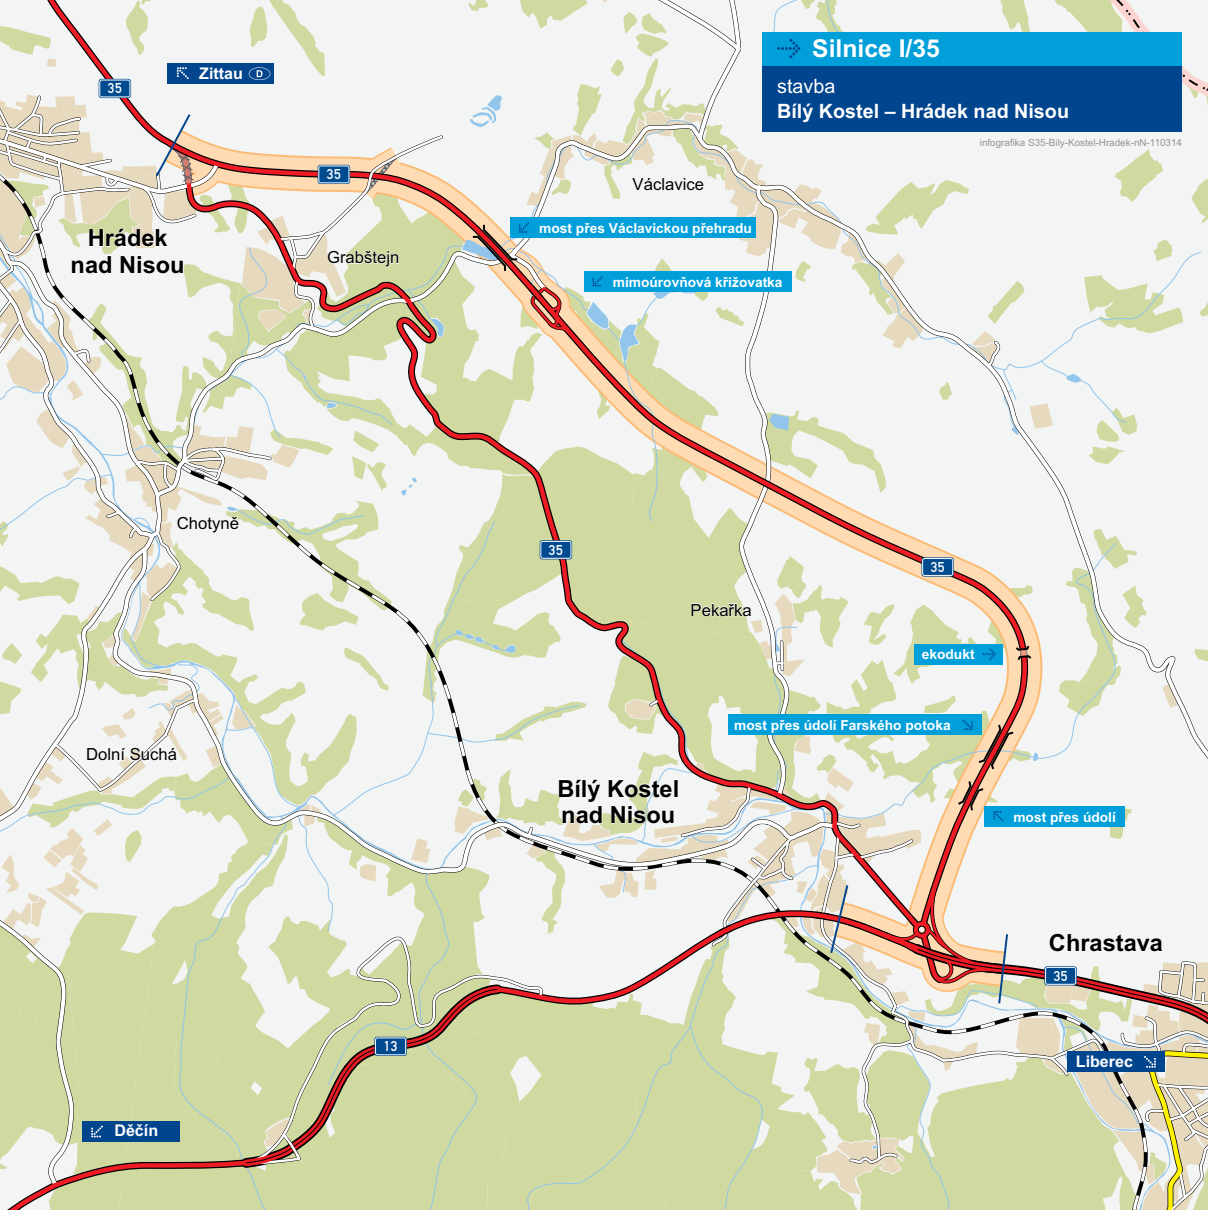 Silnice I/35
stavba
Bílý Kostel – Hrádek nad Nisou
infografika S35-Bily-Kostel-Hradek-nN-110314
Zittau D
35
35
Václavice
most přes Václavickou přehradu
Hrádek
nad Nisou
Grabštejn
mimoúrovňová křižovatka
Chotyně
35
35
Pekařka
ekodukt
most přes údolí Farského potoka
Dolní Suchá
Bílý Kostel
nad Nisou
most přes údolí
Chrastava
35
13
Liberec
Děčín